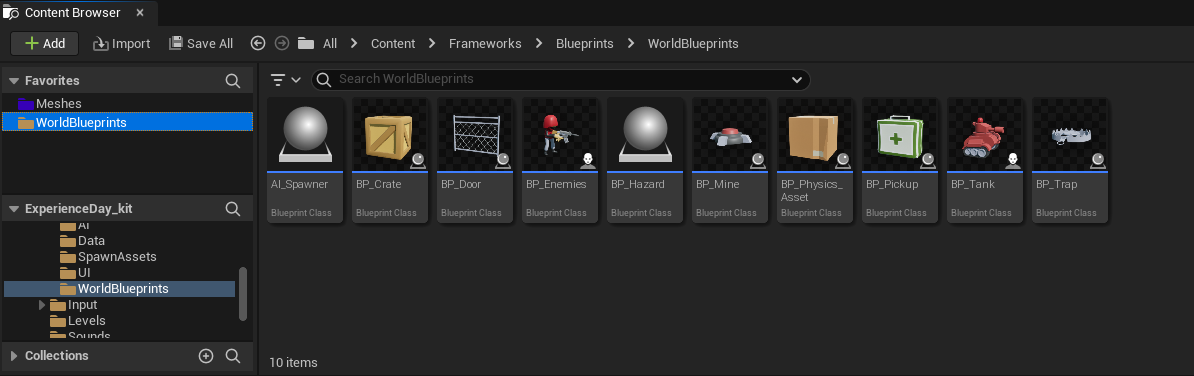 Content Browser
Add Import Save All All Content Frameworks Blueprints WorldBlueprints
Favorites
Meshes
WorldBlueprints
ExperienceDay_kit
AI
Data
SpawnAssets
UI
WorldBlueprints
Input
Levels
Sounds
Collections
Search WorldBlueprints
AI_Spawner
Blueprint Class
BP_Crate
Blueprint Class
BP_Door
Blueprint Class
BP_Enemies
Blueprint Class
BP_Hazard
Blueprint Class
BP_Mine
Blueprint Class
BP_Physics_
Asset
Blueprint Class
BP_Pickup
Blueprint Class
BP_Tank
Blueprint Class
BP_Trap
Blueprint Class
10 items